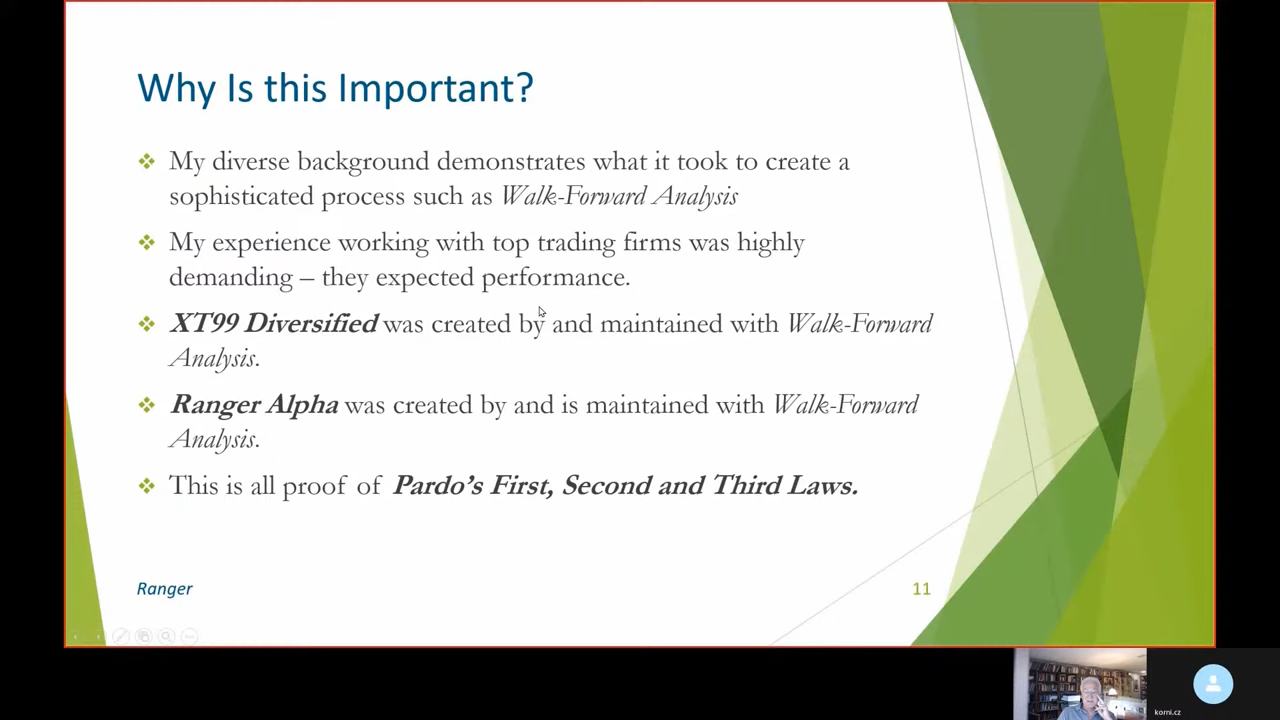 Why Is this Important?
My diverse background demonstrates what it took to create a
sophisticated process such as Walk-Forward Analysis
My experience working with top trading firms was highly
demanding – they expected performance.
XT99 Diversified was created by and maintained with Walk-Forward
Analysis.
Ranger Alpha was created by and is maintained with Walk-Forward
Analysis.
This is all proof of Pardo's First, Second and Third Laws.
Ranger
11
korni.cz